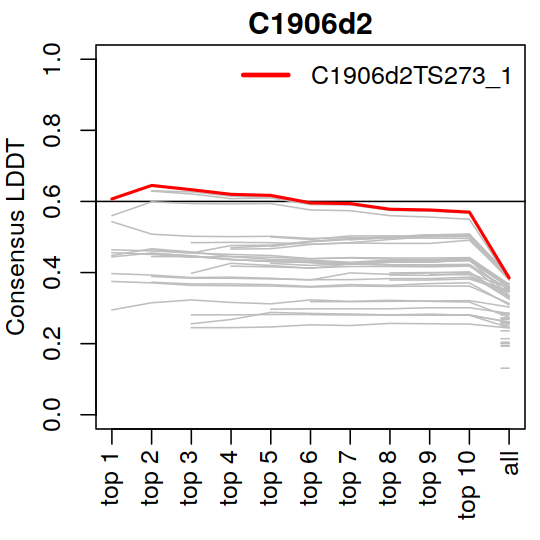 C1906d2
C1906d2TS273_1
Consensus LDDT
1.0
0.8
0.6
0.4
0.2
0.0
top 1
top 2
top 3
top 4
top 5
top 6
top 7
top 8
top 9
top 10
all